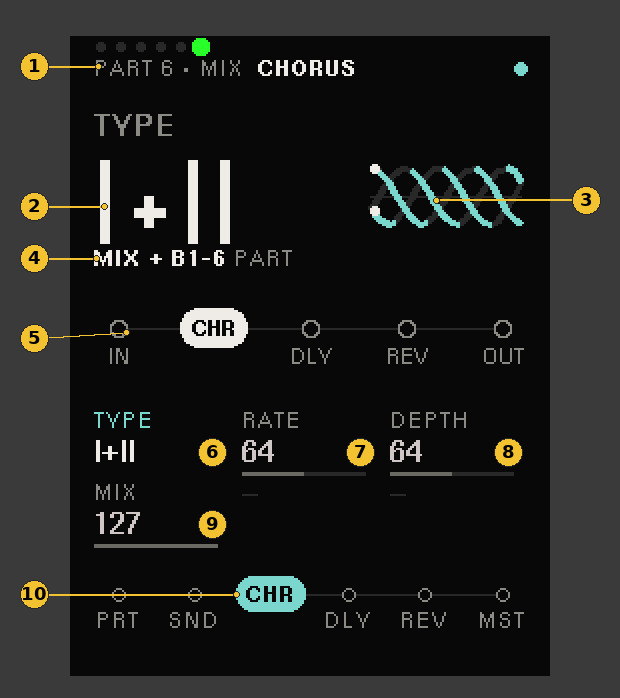 1 PART 6 · MIX CHORUS
TYPE
2 I + II 3
4 MIX + B1-6 PART
5 CHR
IN DLY REV OUT
TYPE RATE DEPTH
I+II 6 64 7 64 8
MIX — —
127 9
10 CHR
PRT SND DLY REV MST